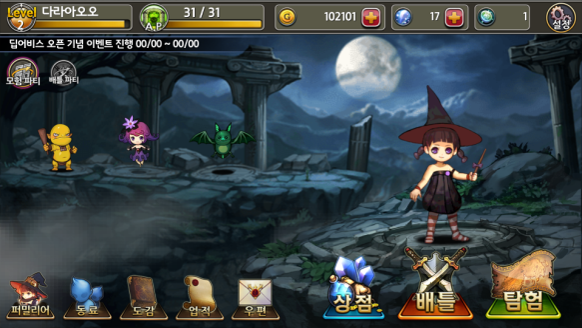 Level
2
다라아오오
A.P
31 / 31
G
102101
17
1
설정
딥어비스 오픈 기념 이벤트 진행 00/00 ~ 00/00
모험 파티
배틀 파티
퍼밀리어
동료
도감
업적
우편
상점
배틀
탐험